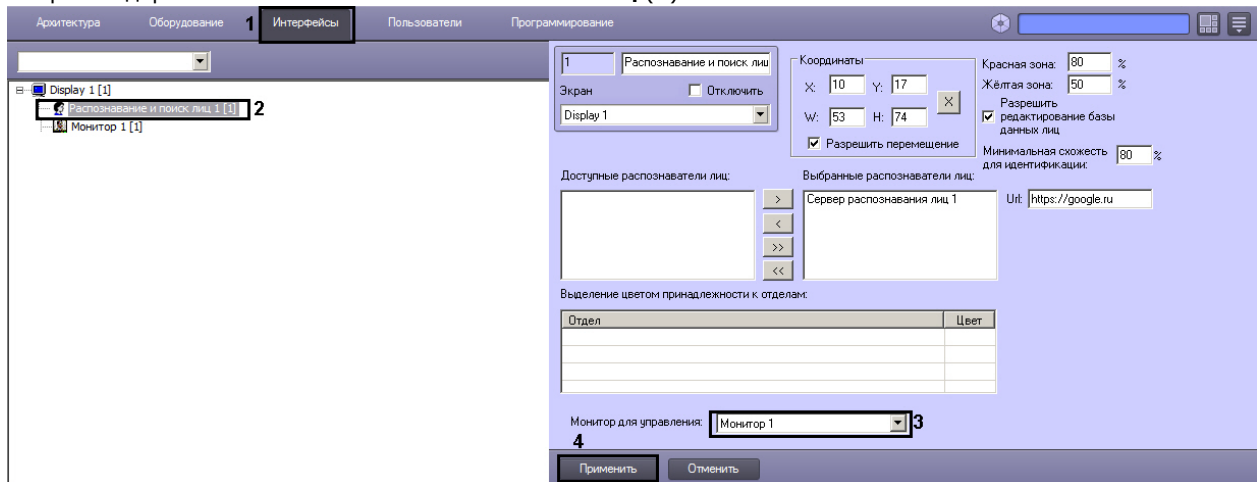 Архитектура Оборудование 1 Интерфейсы Пользователи Программирование
Display 1 [1]
Распознавание и поиск лиц 1 [1] 2
Монитор 1 [1]
1 Распознавание и поиск лиц
Экран Отключить
Display 1
Координаты
X: 10 Y: 17 X
W: 53 H: 74
Разрешить перемещение
Красная зона: 80 %
Жёлтая зона: 50 %
Разрешить
редактирование базы
данных лиц
Минимальная схожесть
для идентификации: 80 %
Доступные распознаватели лиц: Выбранные распознаватели лиц:
> Сервер распознавания лиц 1 Url: https://google.ru
<
>>
<<
Выделение цветом принадлежности к отделам:
Отдел Цвет
Монитор для управления: Монитор 1 3
4
Применить Отменить